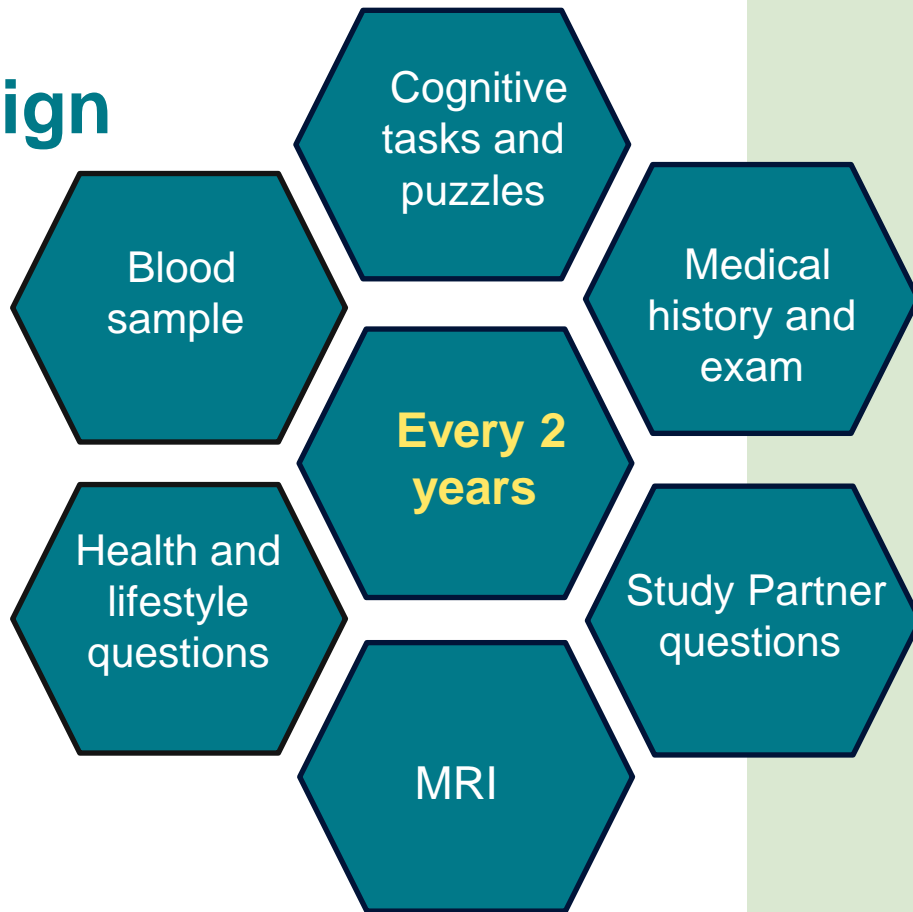 ign
Cognitive
tasks and
puzzles
Blood
sample
Medical
history and
exam
Every 2
years
Health and
lifestyle
questions
Study Partner
questions
MRI